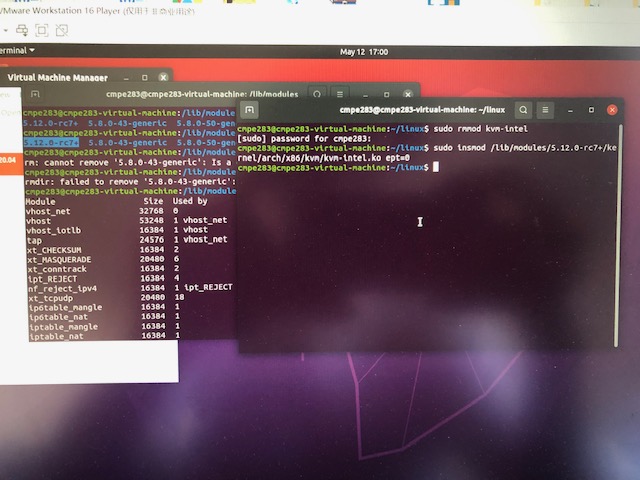 /Mware Workstation 16 Player (仅用于非商业用途)
erminal
May 12 17:00
Virtual Machine Manager
cmpe283@cmpe283-virtual-machine: /lib/modules
cmpe283@cmpe283-virtual-machine:/lib/module
5.12.0-rc7+ 5.8.0-43-generic 5.8.0-50-gener
cmpe283@cmpe283-virtual-machine:/lib/module
5.12.0-rc7+ 5.8.0-43-generic 5.8.0-50-gener
cmpe283@cmpe283-virtual-machine:/lib/module
rm: cannot remove '5.8.0-43-generic': Is a
cmpe283@cmpe283-virtual-machine:/lib/module
rmdir: failed to remove '5.8.0-43-generic':
cmpe283@cmpe283-virtual-machine:/lib/module
Module Size Used by
vhost_net 32768 0
vhost 53248 1 vhost_net
vhost_iotlb 16384 1 vhost
tap 24576 1 vhost_net
xt_CHECKSUM 16384 2
xt_MASQUERADE 20480 6
xt_conntrack 16384 2
ipt_REJECT 16384 4
nf_reject_ipv4 16384 1 ipt_REJECT
xt_tcpudp 20480 18
ip6table_mangle 16384 1
ip6table_nat 16384 1
iptable_mangle 16384 1
iptable_nat 16384 1
20.04
cmpe283@cmpe283-virtual-machine: ~/linux
cmpe283@cmpe283-virtual-machine:~/linux$ sudo rmmod kvm-intel
[sudo] password for cmpe283:
cmpe283@cmpe283-virtual-machine:~/linux$ sudo insmod /lib/modules/5.12.0-rc7+/ke
rnel/arch/x86/kvm/kvm-intel.ko ept=0
cmpe283@cmpe283-virtual-machine:~/linux$